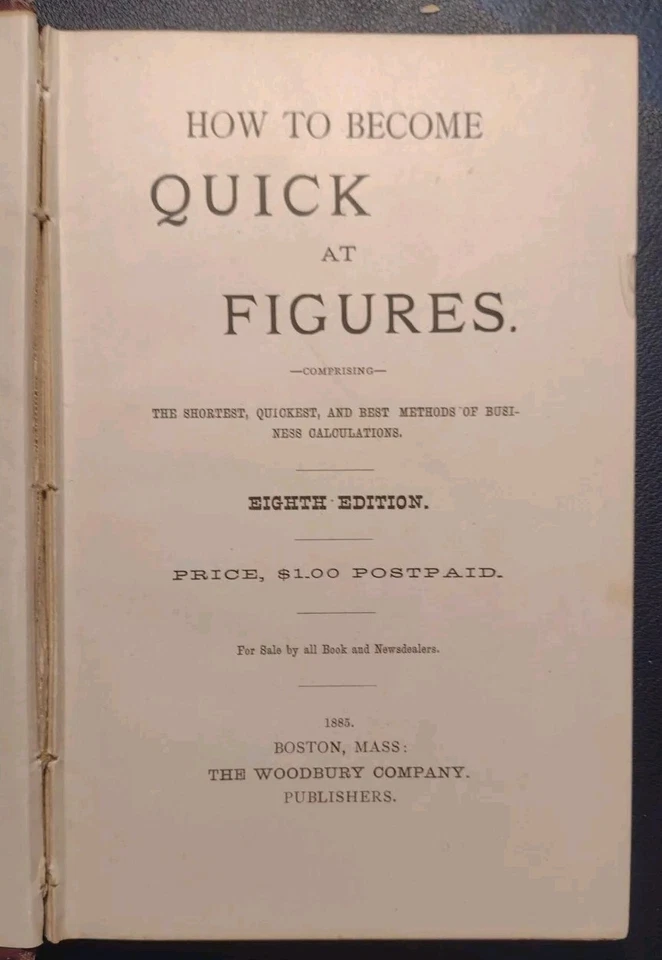 HOW TO BECOME
QUICK
AT
FIGURES.
—COMPRISING—
THE SHORTEST, QUICKEST, AND BEST METHODS OF BUSI-
NESS CALCULATIONS.
EIGHTH EDITION.
PRICE, $1.00 POSTPAID.
For Sale by all Book and Newsdealers.
1885.
BOSTON, MASS:
THE WOODBURY COMPANY.
PUBLISHERS.